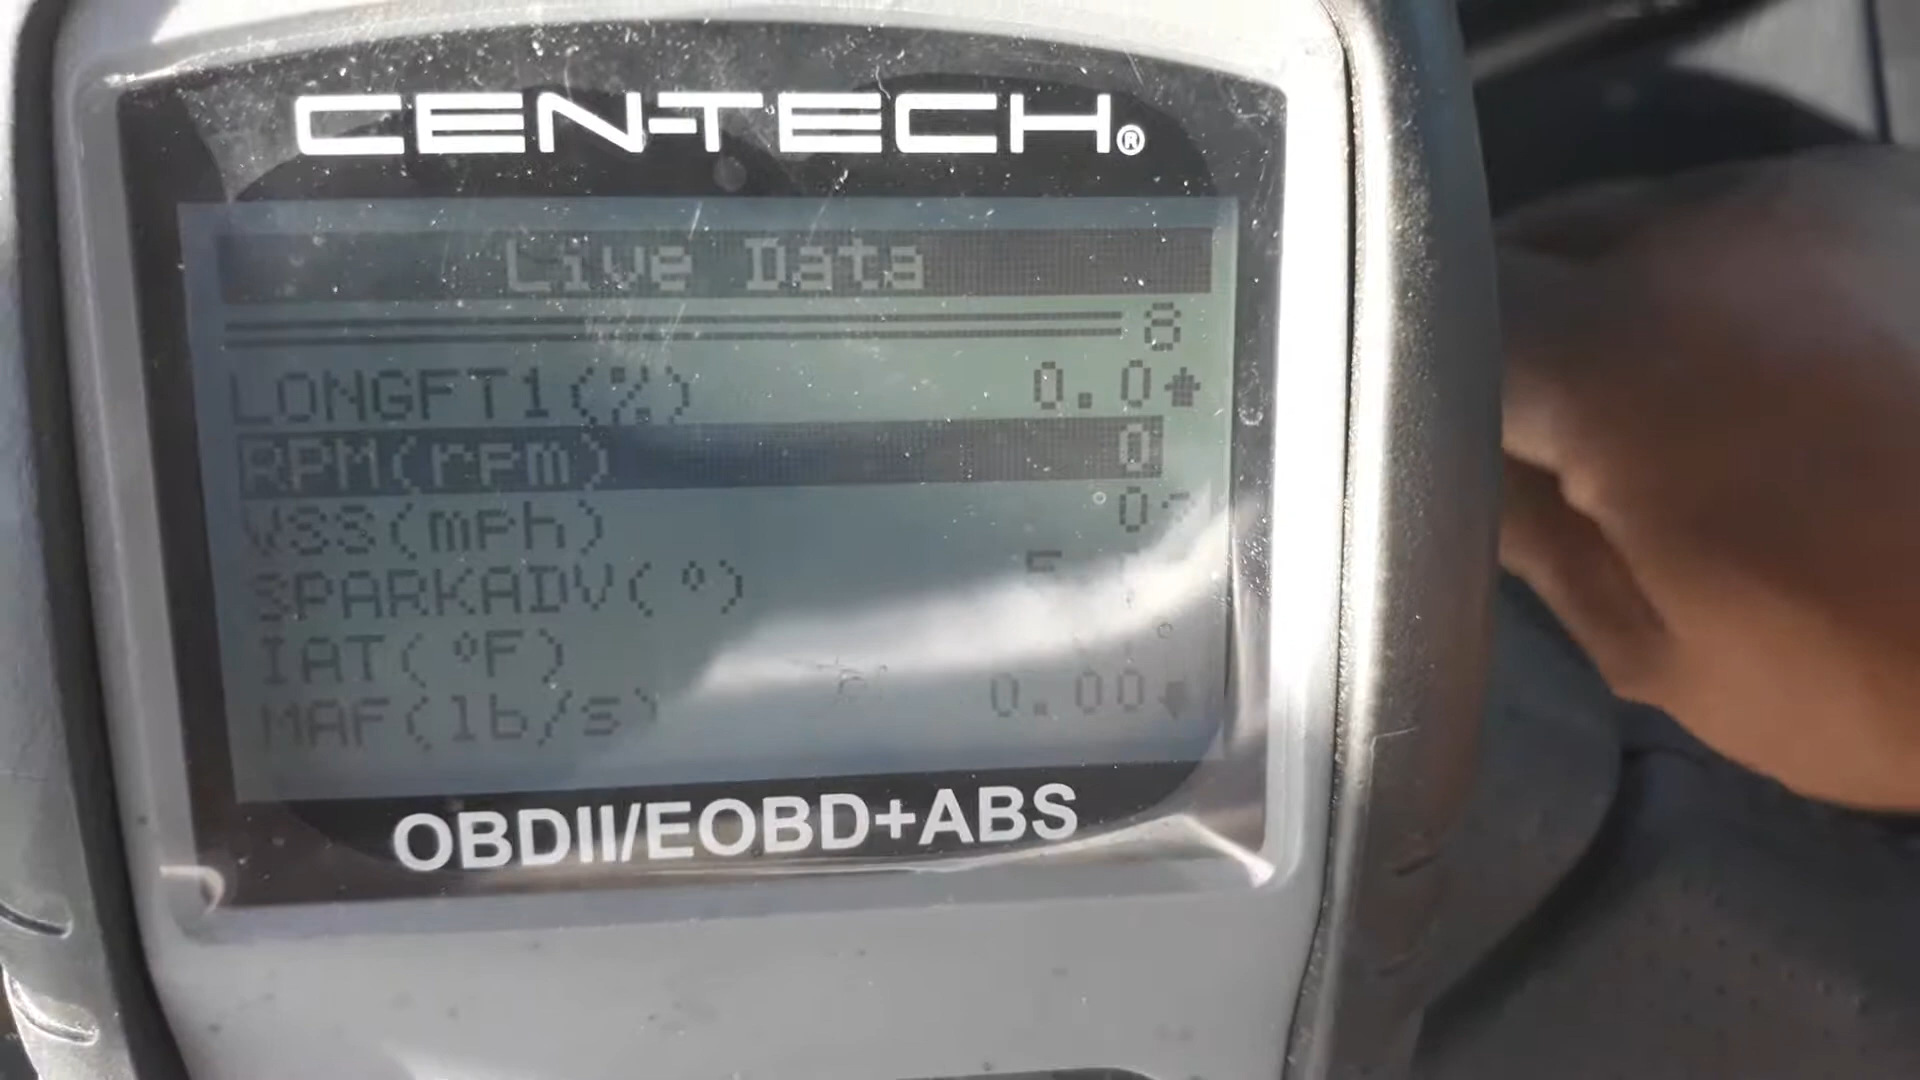 CEN-TECH®
Live Data
8
LONGFT1(%) 0.0
RPM(rpm) 0
VSS(mph) 0
SPARKADV(°)
IAT(°F)
MAF(lb/s) 0.00
OBDII/EOBD+ABS